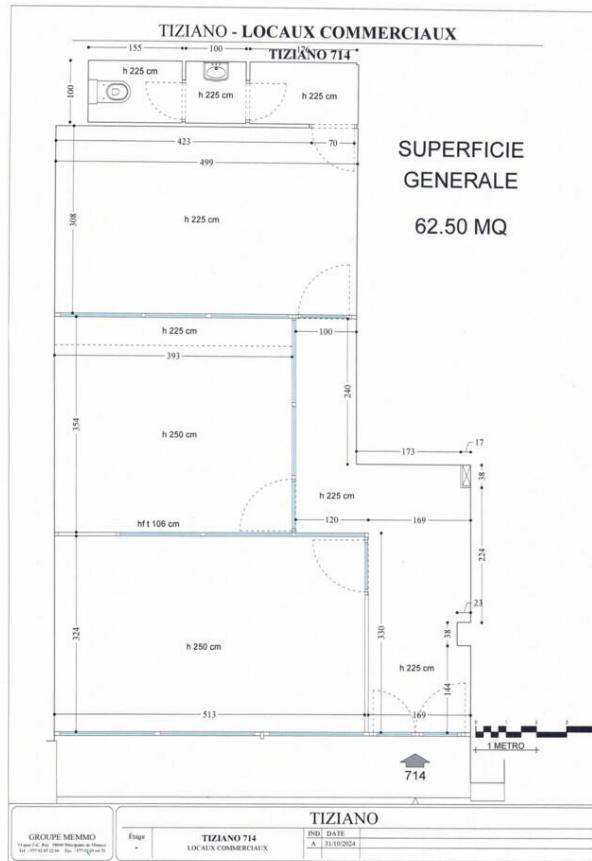 TIZIANO - LOCAUX COMMERCIAUX
TIZIANO 714
155
100
176
h 225 cm
h 225 cm
h 225 cm
100
423
70
499
SUPERFICIE
GENERALE
62.50 MQ
308
h 225 cm
h 225 cm
100
393
240
354
h 250 cm
173
17
38
h 225 cm
hf t 106 cm
120
169
224
23
324
330
38
h 250 cm
h 225 cm
144
513
169
1 METRO
714
TIZIANO
GROUPE MEMMO
Étage
-
TIZIANO 714
LOCAUX COMMERCIAUX
IND.
DATE
A
31/10/2024